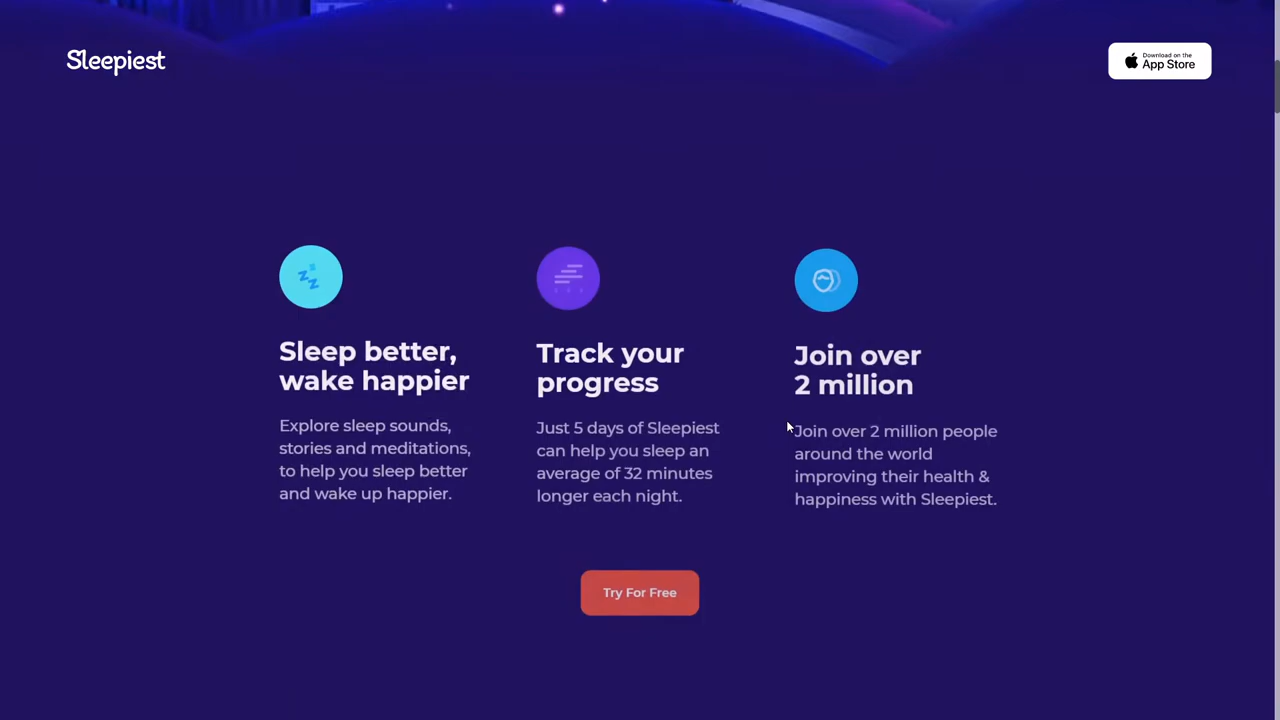 Sleepiest
Download on the
App Store
Sleep better,
wake happier
Explore sleep sounds,
stories and meditations,
to help you sleep better
and wake up happier.
Track your
progress
Just 5 days of Sleepiest
can help you sleep an
average of 32 minutes
longer each night.
Join over
2 million
Join over 2 million people
around the world
improving their health &
happiness with Sleepiest.
Try For Free